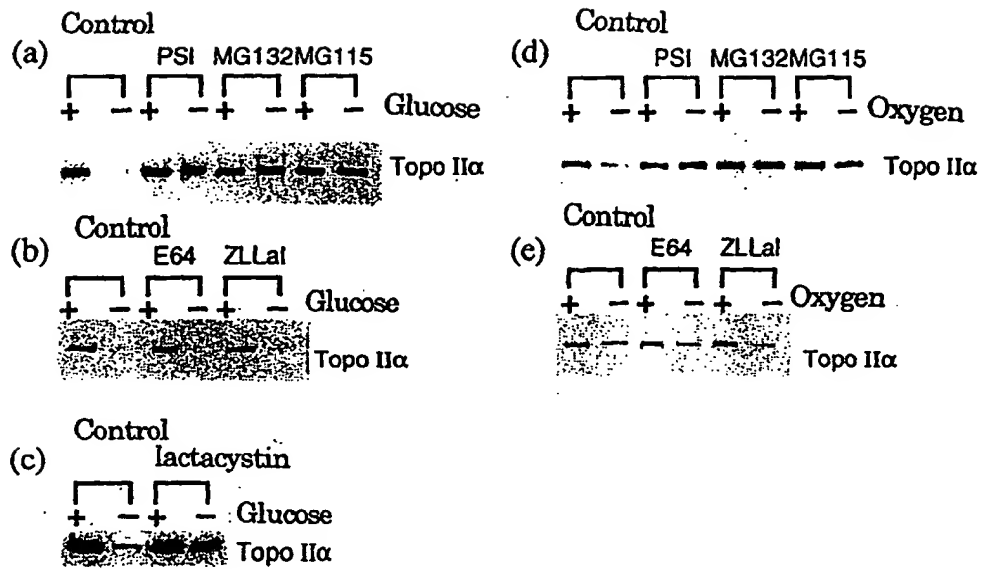 Control
(a)
PSI MG132MG115
+ − + − + − + − Glucose
Topo IIα
Control
(b)
E64 ZLLal
+ − + − + − Glucose
Topo IIα
Control
(c)
lactacystin
+ − + − Glucose
Topo IIα
Control
(d)
PSI MG132MG115
+ − + − + − + − Oxygen
Topo IIα
Control
(e)
E64 ZLLal
+ − + − + − Oxygen
Topo IIα